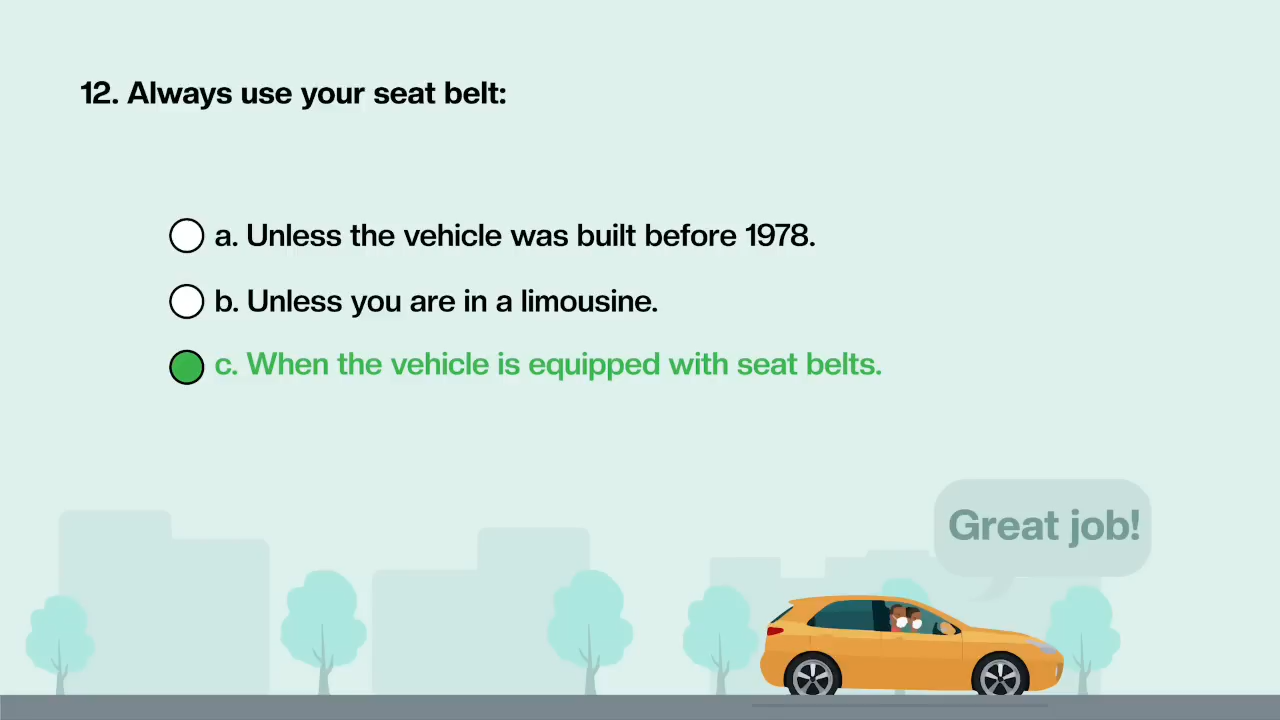 12. Always use your seat belt:
a. Unless the vehicle was built before 1978.
b. Unless you are in a limousine.
c. When the vehicle is equipped with seat belts.
Great job!